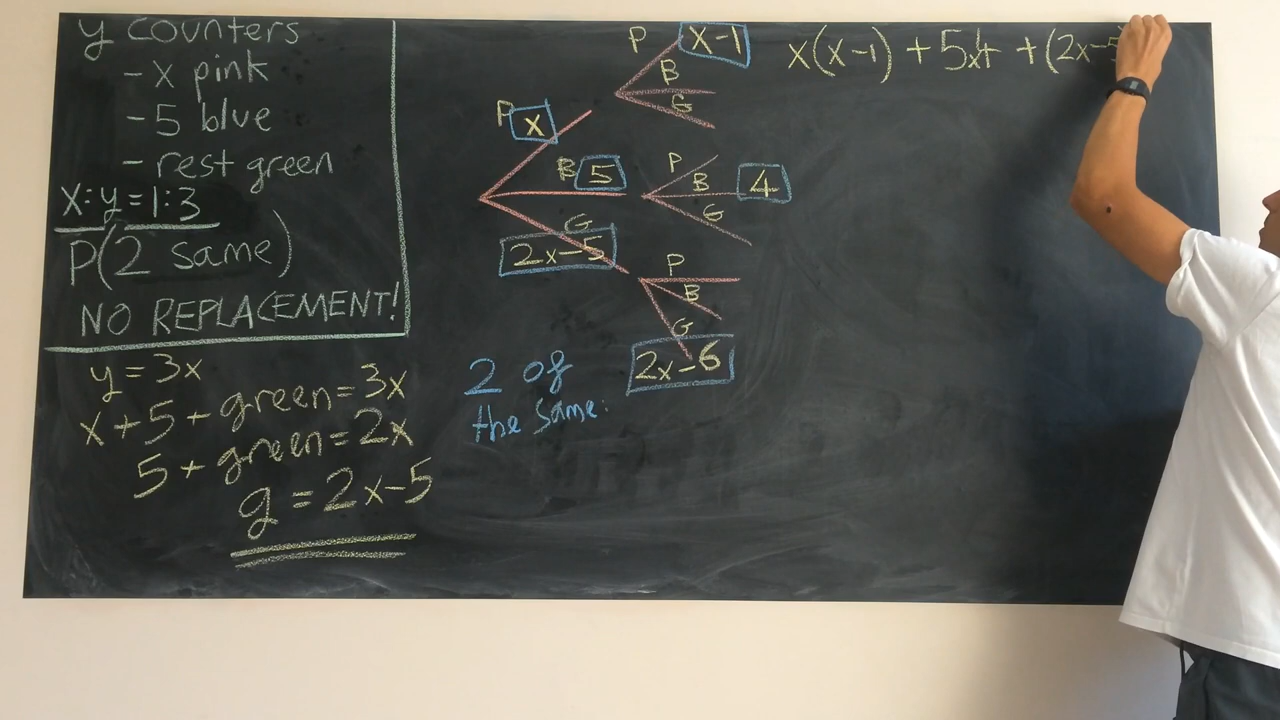 y counters
- x pink
- 5 blue
- rest green
x:y=1:3
P(2 same)
NO REPLACEMENT!
y = 3x
x + 5 + green = 3x
5 + green = 2x
g = 2x-5
P x
B 5
G
2x-5
P x-1
B
G
P
B 4
G
P
B
G
2x-6
2 of
the same:
x(x-1) + 5x4 + (2x-5